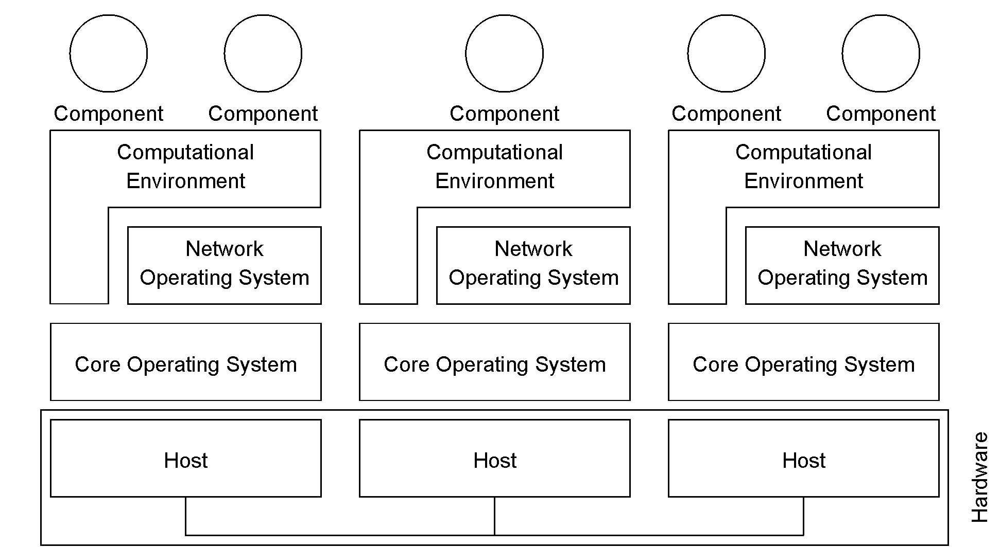 Component
Component
Component
Component
Component
Computational
Environment
Computational
Environment
Computational
Environment
Network
Operating System
Network
Operating System
Network
Operating System
Core Operating System
Core Operating System
Core Operating System
Host
Host
Host
Hardware